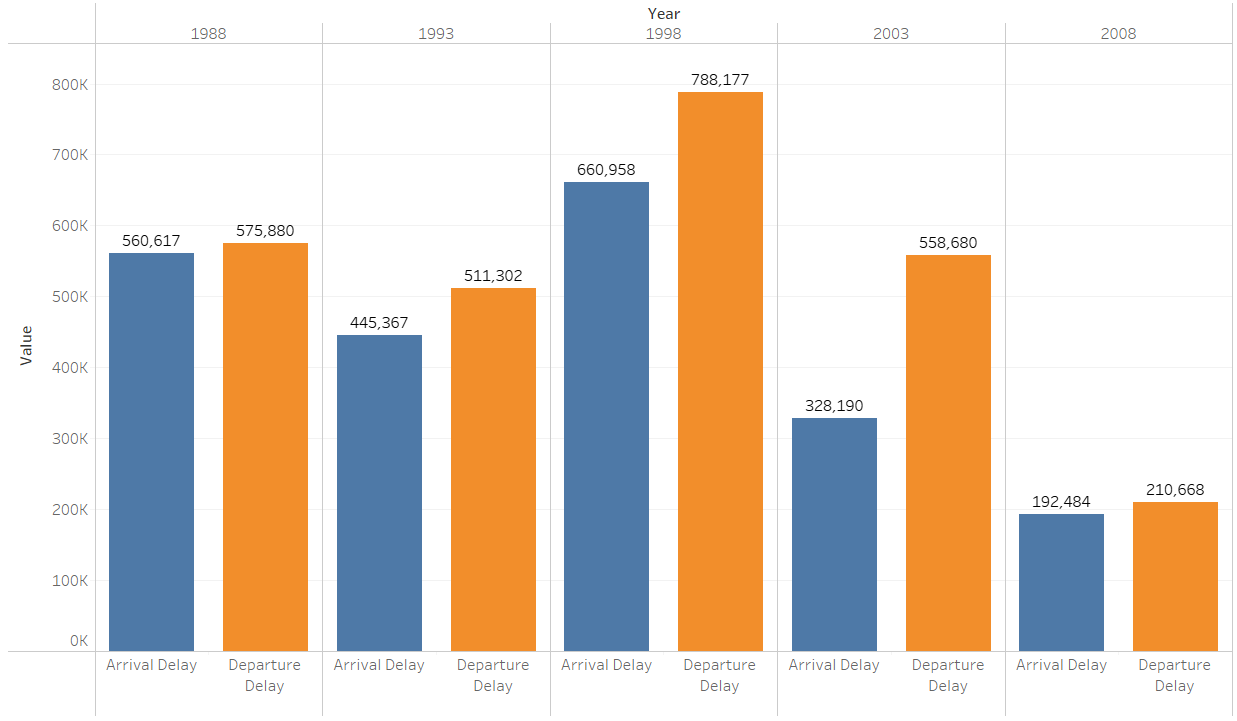 Year
1988 1993 1998 2003 2008
800K
700K
600K
500K
400K
300K
200K
100K
0K
Value
560,617
575,880
445,367
511,302
660,958
788,177
328,190
558,680
192,484
210,668
Arrival Delay
Departure
Delay
Arrival Delay
Departure
Delay
Arrival Delay
Departure
Delay
Arrival Delay
Departure
Delay
Arrival Delay
Departure
Delay